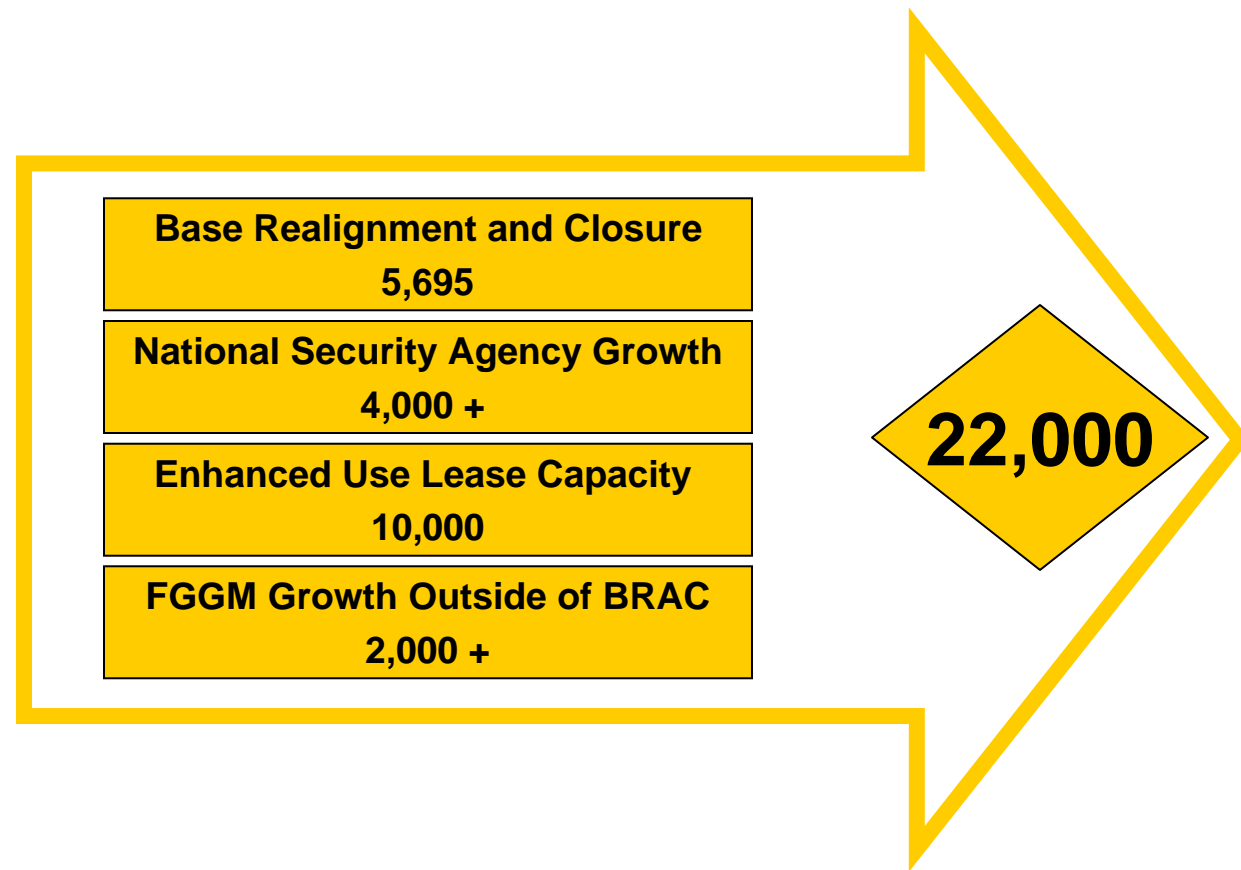 Base Realignment and Closure
5,695
National Security Agency Growth
4,000 +
Enhanced Use Lease Capacity
10,000
FGGM Growth Outside of BRAC
2,000 +
22,000